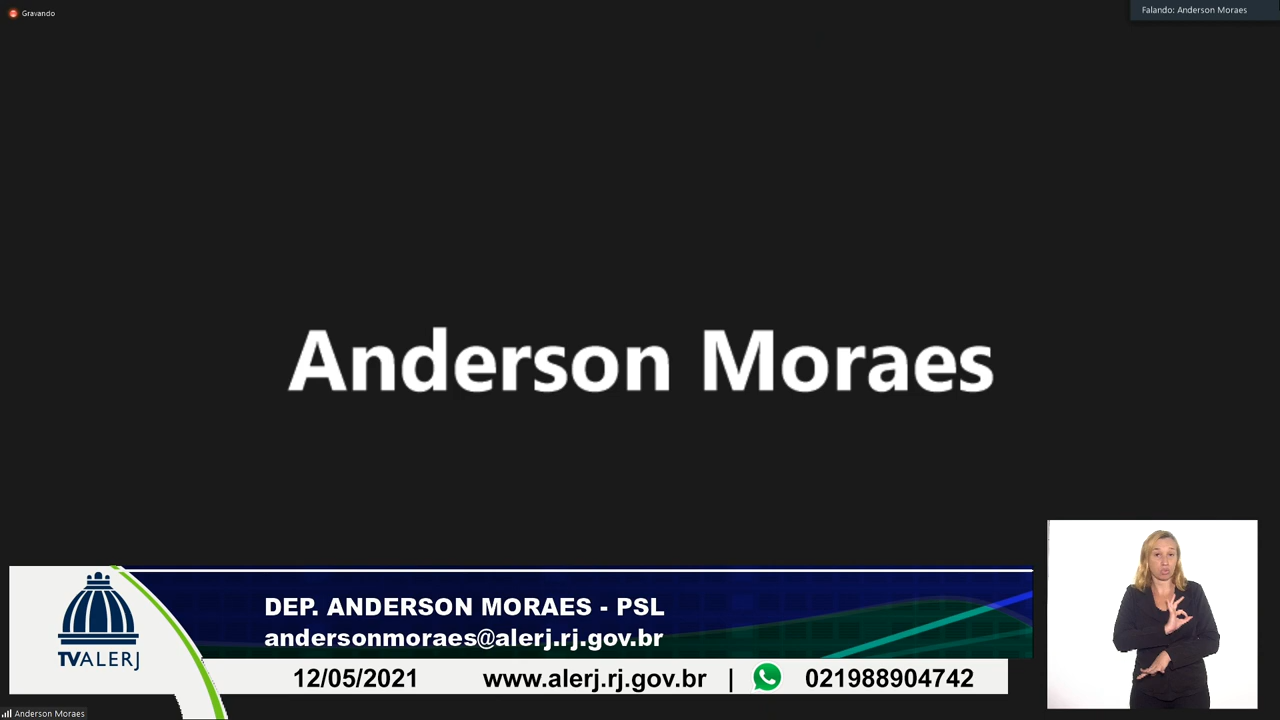 Gravando
Falando: Anderson Moraes
Anderson Moraes
DEP. ANDERSON MORAES - PSL
andersonmoraes@alerj.rj.gov.br
TVALERJ
12/05/2021 www.alerj.rj.gov.br | 021988904742
Anderson Moraes